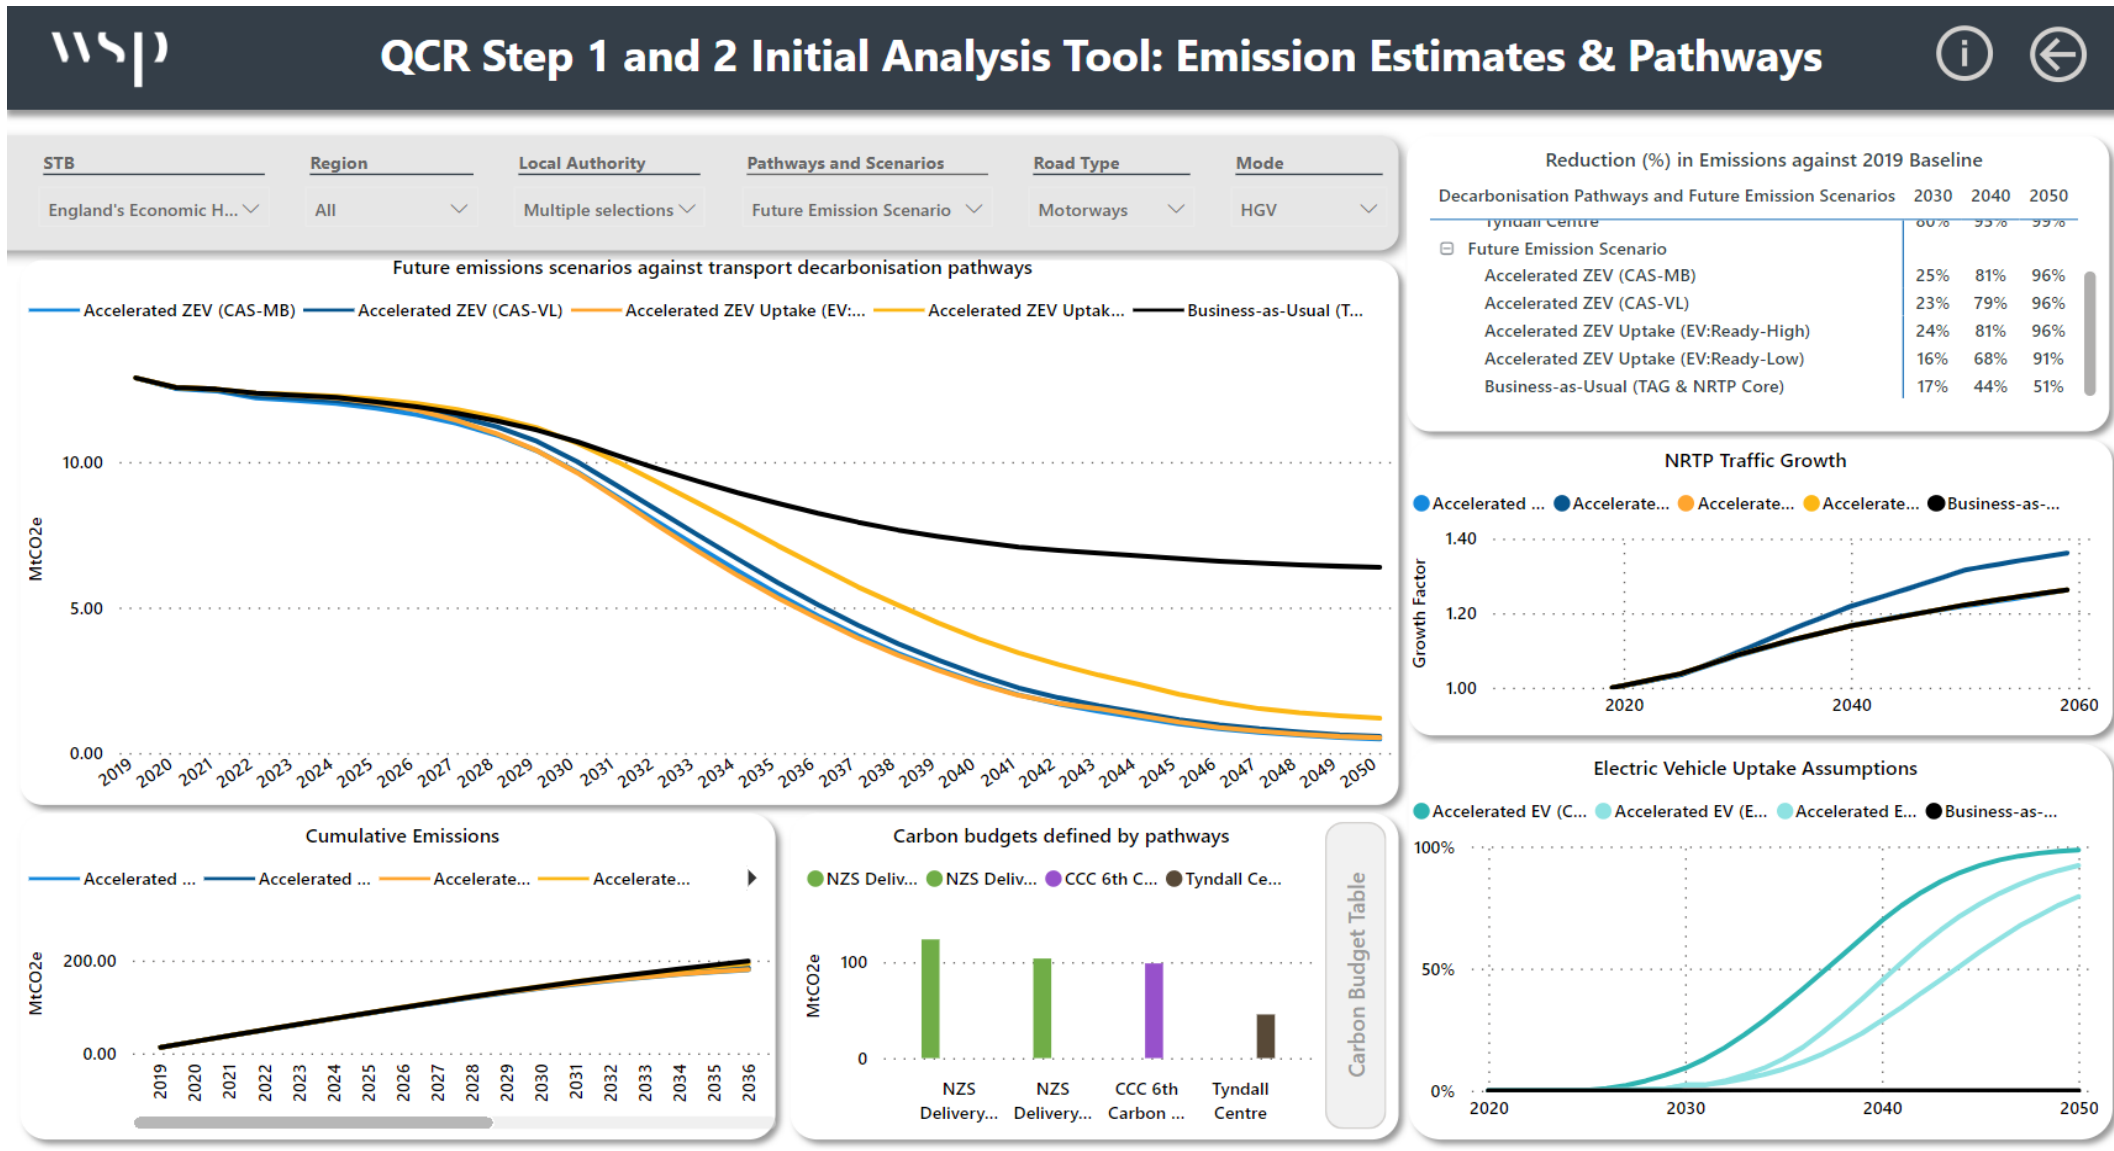 wsp
QCR Step 1 and 2 Initial Analysis Tool: Emission Estimates & Pathways
i
STB
England's Economic H...
Region
All
Local Authority
Multiple selections
Pathways and Scenarios
Future Emission Scenario
Road Type
Motorways
Mode
HGV
Future emissions scenarios against transport decarbonisation pathways
Accelerated ZEV (CAS-MB) Accelerated ZEV (CAS-VL) Accelerated ZEV Uptake (EV:... Accelerated ZEV Uptak... Business-as-Usual (T...
MtCO2e
10.00
5.00
0.00
2019 2020 2021 2022 2023 2024 2025 2026 2027 2028 2029 2030 2031 2032 2033 2034 2035 2036 2037 2038 2039 2040 2041 2042 2043 2044 2045 2046 2047 2048 2049 2050
Reduction (%) in Emissions against 2019 Baseline
Decarbonisation Pathways and Future Emission Scenarios 2030 2040 2050
Tyndall Centre 80% 95% 99%
Future Emission Scenario
Accelerated ZEV (CAS-MB) 25% 81% 96%
Accelerated ZEV (CAS-VL) 23% 79% 96%
Accelerated ZEV Uptake (EV:Ready-High) 24% 81% 96%
Accelerated ZEV Uptake (EV:Ready-Low) 16% 68% 91%
Business-as-Usual (TAG & NRTP Core) 17% 44% 51%
NRTP Traffic Growth
Accelerated ... Accelerate... Accelerate... Accelerate... Business-as-...
Growth Factor
1.40
1.20
1.00
2020 2040 2060
Cumulative Emissions
Accelerated ... Accelerated ... Accelerate... Accelerate...
MtCO2e
200.00
0.00
2019 2020 2021 2022 2023 2024 2025 2026 2027 2028 2029 2030 2031 2032 2033 2034 2035 2036
Carbon budgets defined by pathways
NZS Deliv... NZS Deliv... CCC 6th C... Tyndall Ce...
MtCO2e
100
0
NZS NZS CCC 6th Tyndall
Delivery... Delivery... Carbon ... Centre
Carbon Budget Table
Electric Vehicle Uptake Assumptions
Accelerated EV (C... Accelerated EV (E... Accelerated E... Business-as-...
100%
50%
0%
2020 2030 2040 2050